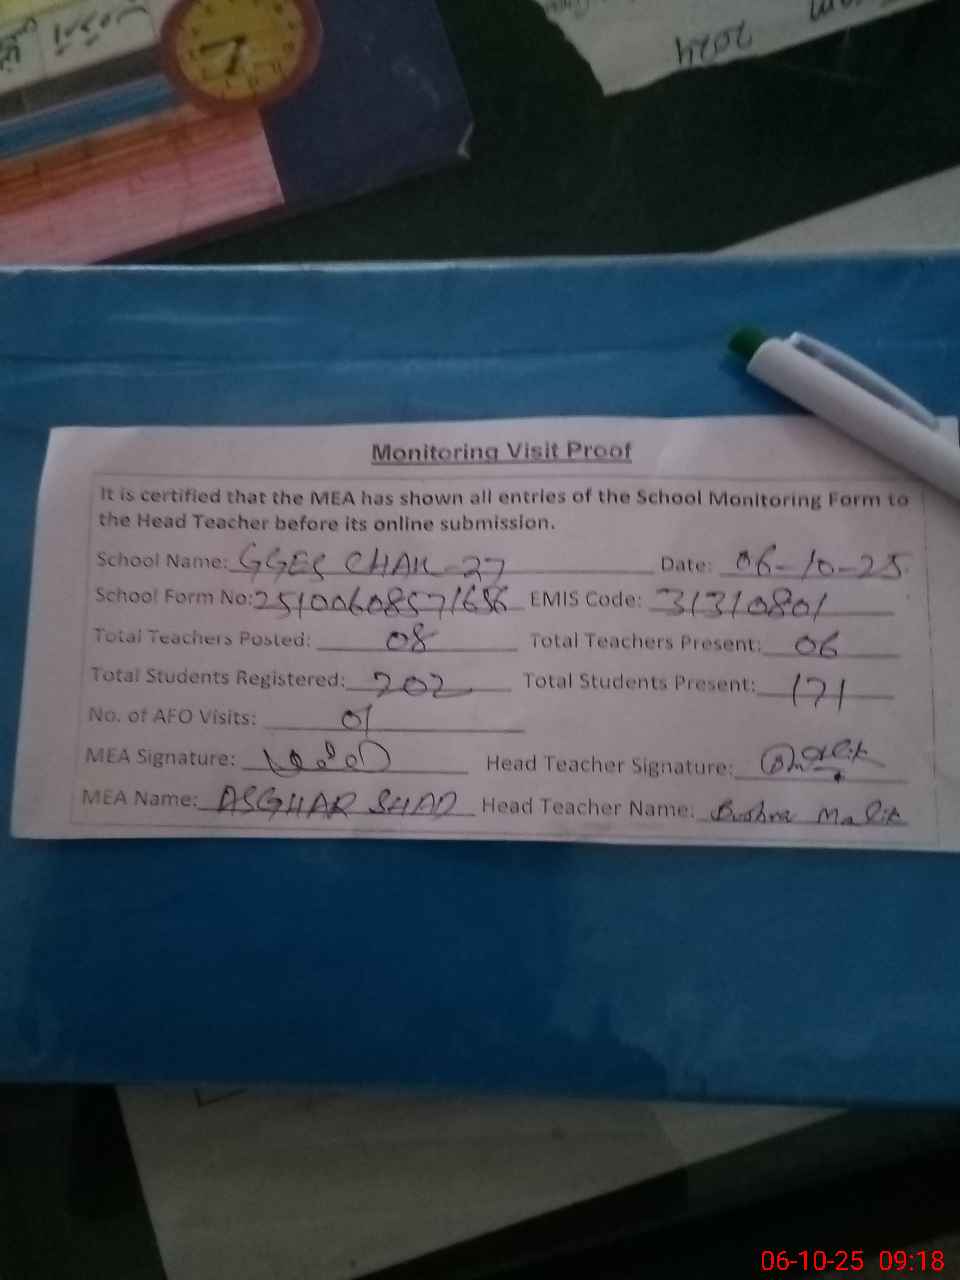 2024
Monitoring Visit Proof
It is certified that the MEA has shown all entries of the School Monitoring Form to
the Head Teacher before its online submission.
School Name: GGES CHAK-27 Date: 06-10-25
School Form No: EMIS Code: 31310801
Total Teachers Posted: 08 Total Teachers Present: 06
Total Students Registered: 202 Total Students Present: 171
No. of AFO Visits: 01
MEA Signature: Head Teacher Signature:
MEA Name: ASGHAR SHAD Head Teacher Name: Bushra Malik
06-10-25 09:18